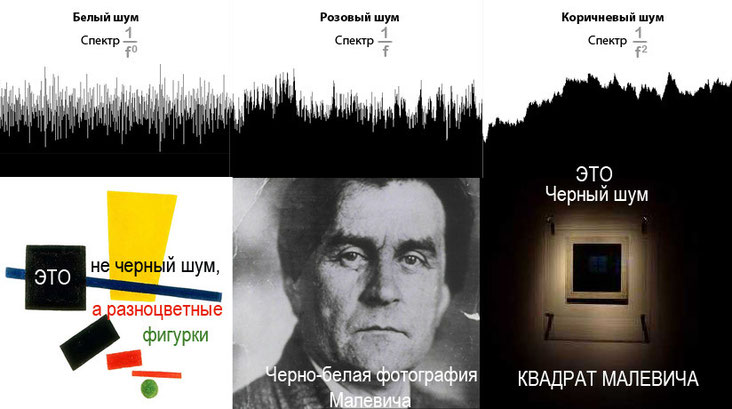 Белый шум
Спектр 1/f⁰
Розовый шум
Спектр 1/f
Коричневый шум
Спектр 1/f²
ЭТО не черный шум,
а разноцветные
фигурки
Черно-белая фотография
Малевича
ЭТО
Черный шум
КВАДРАТ МАЛЕВИЧА